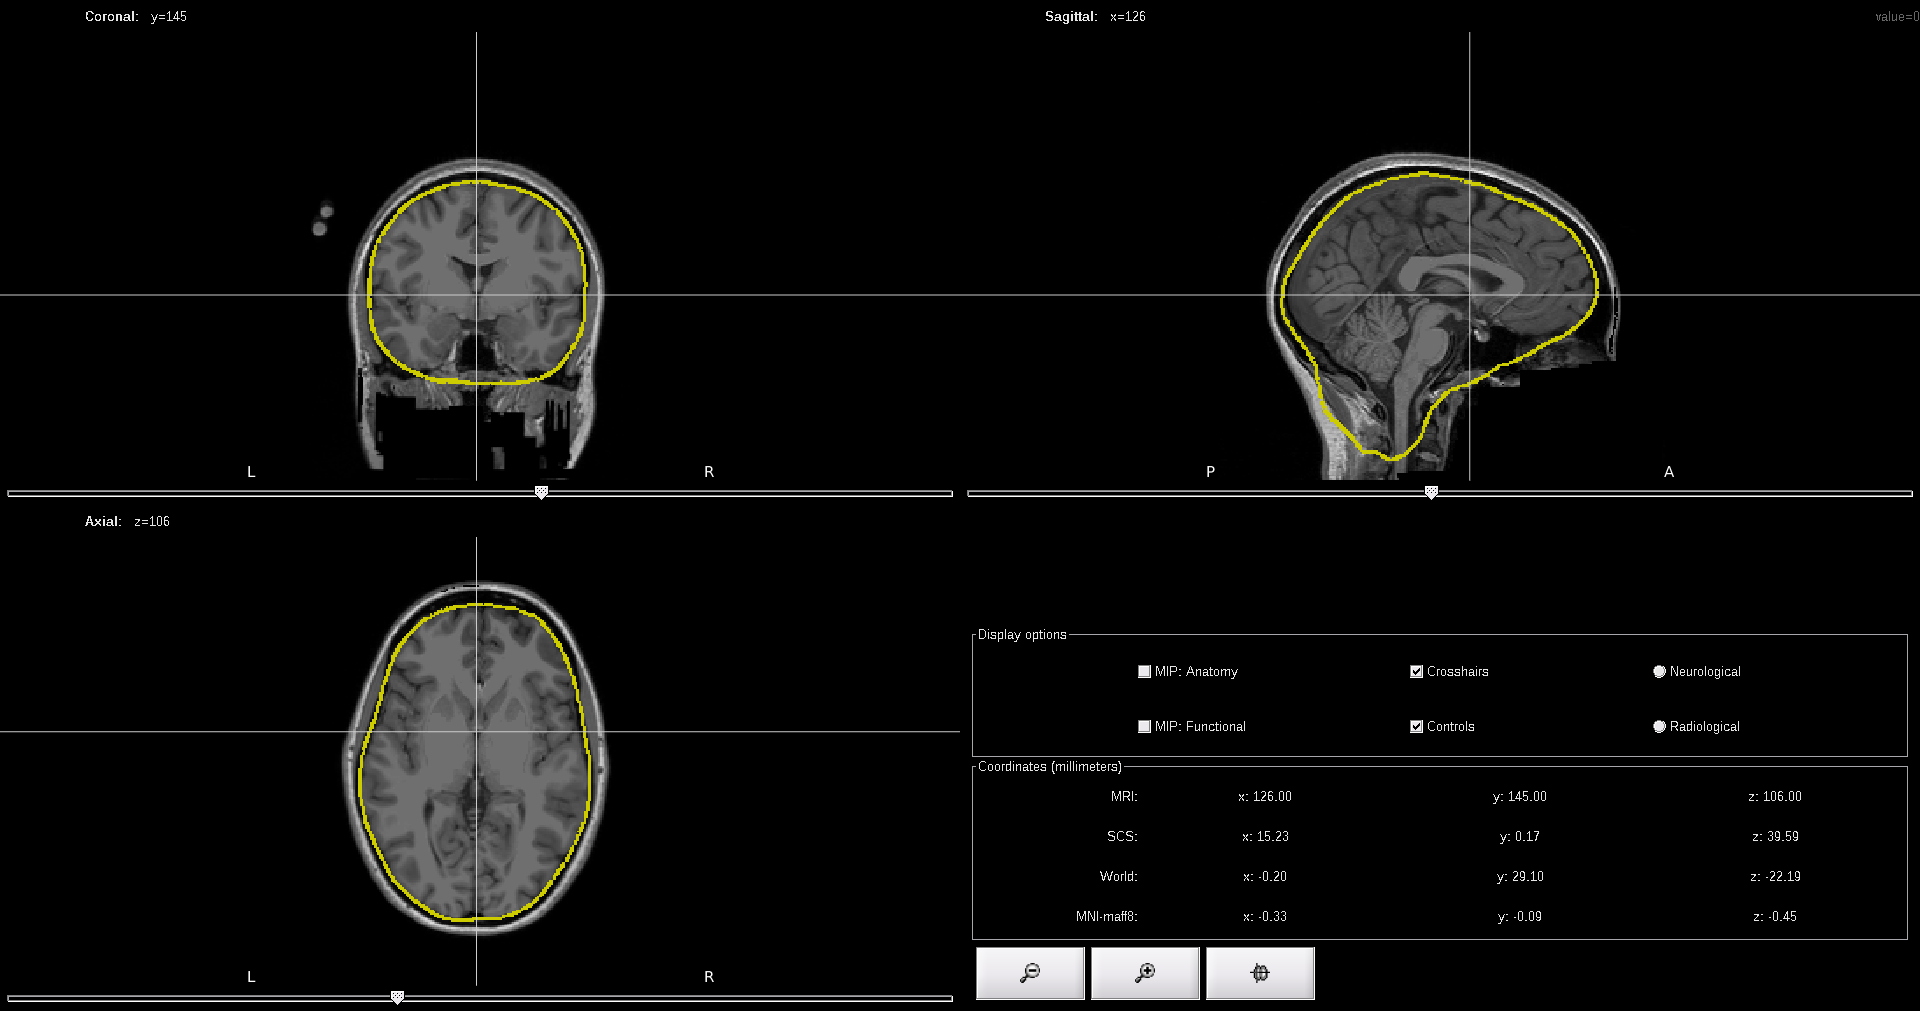 Coronal: y=145
Sagittal: x=126
value=0
L
R
P
A
Axial: z=106
L
R
Display options
MIP: Anatomy
Crosshairs
Neurological
MIP: Functional
Controls
Radiological
Coordinates (millimeters)
MRI: x: 126.00 y: 145.00 z: 106.00
SCS: x: 15.23 y: 0.17 z: 39.59
World: x: -0.20 y: 29.10 z: -22.19
MNI-maff8: x: -0.33 y: -0.09 z: -0.45